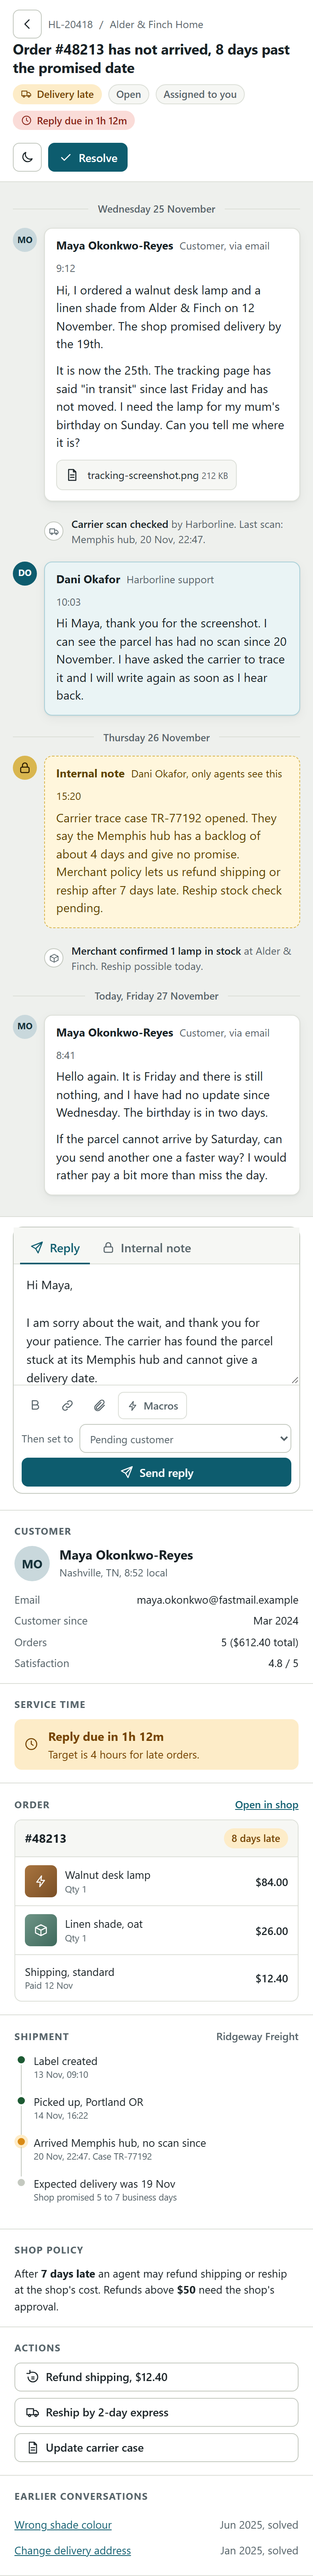 HL-20418 / Alder & Finch Home
Order #48213 has not arrived, 8 days past
the promised date
Delivery late
Open
Assigned to you
Reply due in 1h 12m
Resolve
Wednesday 25 November
MO
Maya Okonkwo-Reyes Customer, via email
9:12
Hi, I ordered a walnut desk lamp and a
linen shade from Alder & Finch on 12
November. The shop promised delivery by
the 19th.
It is now the 25th. The tracking page has
said "in transit" since last Friday and has
not moved. I need the lamp for my mum's
birthday on Sunday. Can you tell me where
it is?
tracking-screenshot.png 212 KB
Carrier scan checked by Harborline. Last scan:
Memphis hub, 20 Nov, 22:47.
DO
Dani Okafor Harborline support
10:03
Hi Maya, thank you for the screenshot. I
can see the parcel has had no scan since 20
November. I have asked the carrier to trace
it and I will write again as soon as I hear
back.
Thursday 26 November
Internal note Dani Okafor, only agents see this
15:20
Carrier trace case TR-77192 opened. They
say the Memphis hub has a backlog of
about 4 days and give no promise.
Merchant policy lets us refund shipping or
reship after 7 days late. Reship stock check
pending.
Merchant confirmed 1 lamp in stock at Alder &
Finch. Reship possible today.
Today, Friday 27 November
MO
Maya Okonkwo-Reyes Customer, via email
8:41
Hello again. It is Friday and there is still
nothing, and I have had no update since
Wednesday. The birthday is in two days.
If the parcel cannot arrive by Saturday, can
you send another one a faster way? I would
rather pay a bit more than miss the day.
Reply
Internal note
Hi Maya,
I am sorry about the wait, and thank you for
your patience. The carrier has found the parcel
stuck at its Memphis hub and cannot give a
delivery date.
B
Macros
Then set to
Pending customer
Send reply
CUSTOMER
MO
Maya Okonkwo-Reyes
Nashville, TN, 8:52 local
Email maya.okonkwo@fastmail.example
Customer since Mar 2024
Orders 5 ($612.40 total)
Satisfaction 4.8 / 5
SERVICE TIME
Reply due in 1h 12m
Target is 4 hours for late orders.
ORDER Open in shop
#48213 8 days late
Walnut desk lamp
Qty 1
$84.00
Linen shade, oat
Qty 1
$26.00
Shipping, standard
Paid 12 Nov
$12.40
SHIPMENT Ridgeway Freight
Label created
13 Nov, 09:10
Picked up, Portland OR
14 Nov, 16:22
Arrived Memphis hub, no scan since
20 Nov, 22:47. Case TR-77192
Expected delivery was 19 Nov
Shop promised 5 to 7 business days
SHOP POLICY
After 7 days late an agent may refund shipping or reship
at the shop's cost. Refunds above $50 need the shop's
approval.
ACTIONS
Refund shipping, $12.40
Reship by 2-day express
Update carrier case
EARLIER CONVERSATIONS
Wrong shade colour Jun 2025, solved
Change delivery address Jan 2025, solved